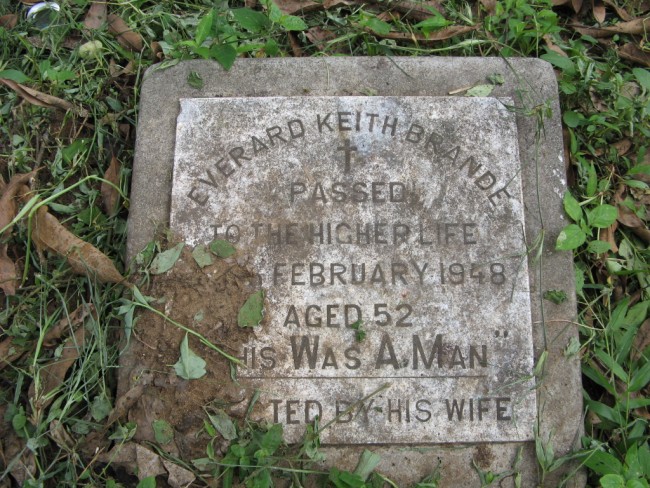 EVERARD KEITH BRANDE
PASSED
TO THE HIGHER LIFE
FEBRUARY 1948
AGED 52
IS WAS A MAN"
TED BY HIS WIFE